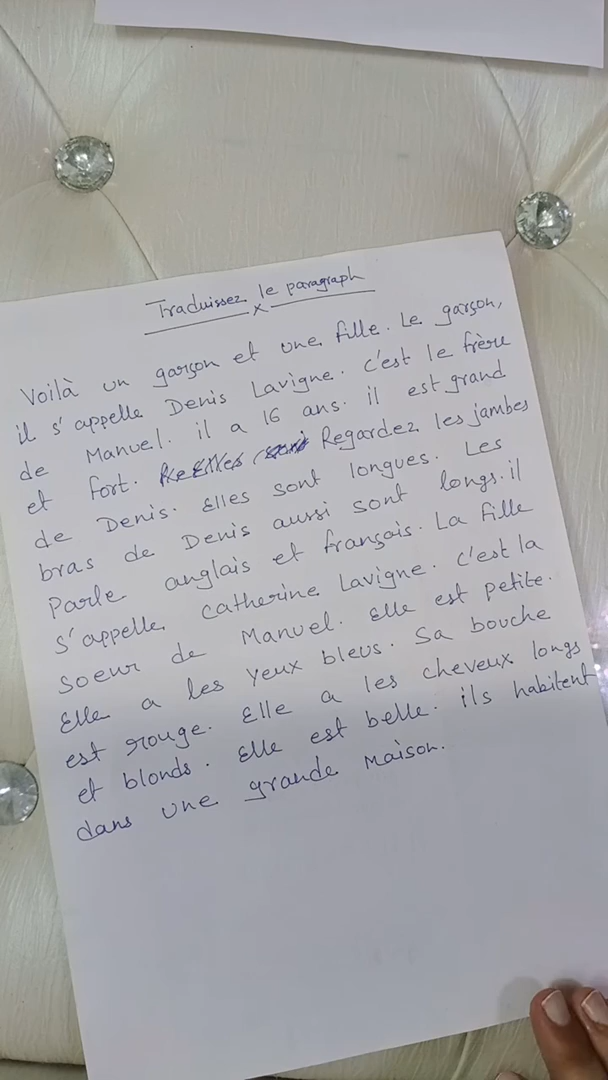 Traduissez le paragraph
Voilà un garçon et une fille. Le garçon,
il s'appelle Denis Lavigne. C'est le frère
de Manuel. il a 16 ans. il est grand
et fort. Regardez les jambes
de Denis. Elles sont longues. Les
bras de Denis aussi sont longs. il
Parle anglais et français. La fille
s'appelle Catherine Lavigne. C'est la
Soeur de Manuel. Elle est petite.
Elle a les yeux bleus. Sa bouche
est rouge. Elle a les cheveux longs
et blonds. Elle est belle. ils habitent
dans une grande maison.